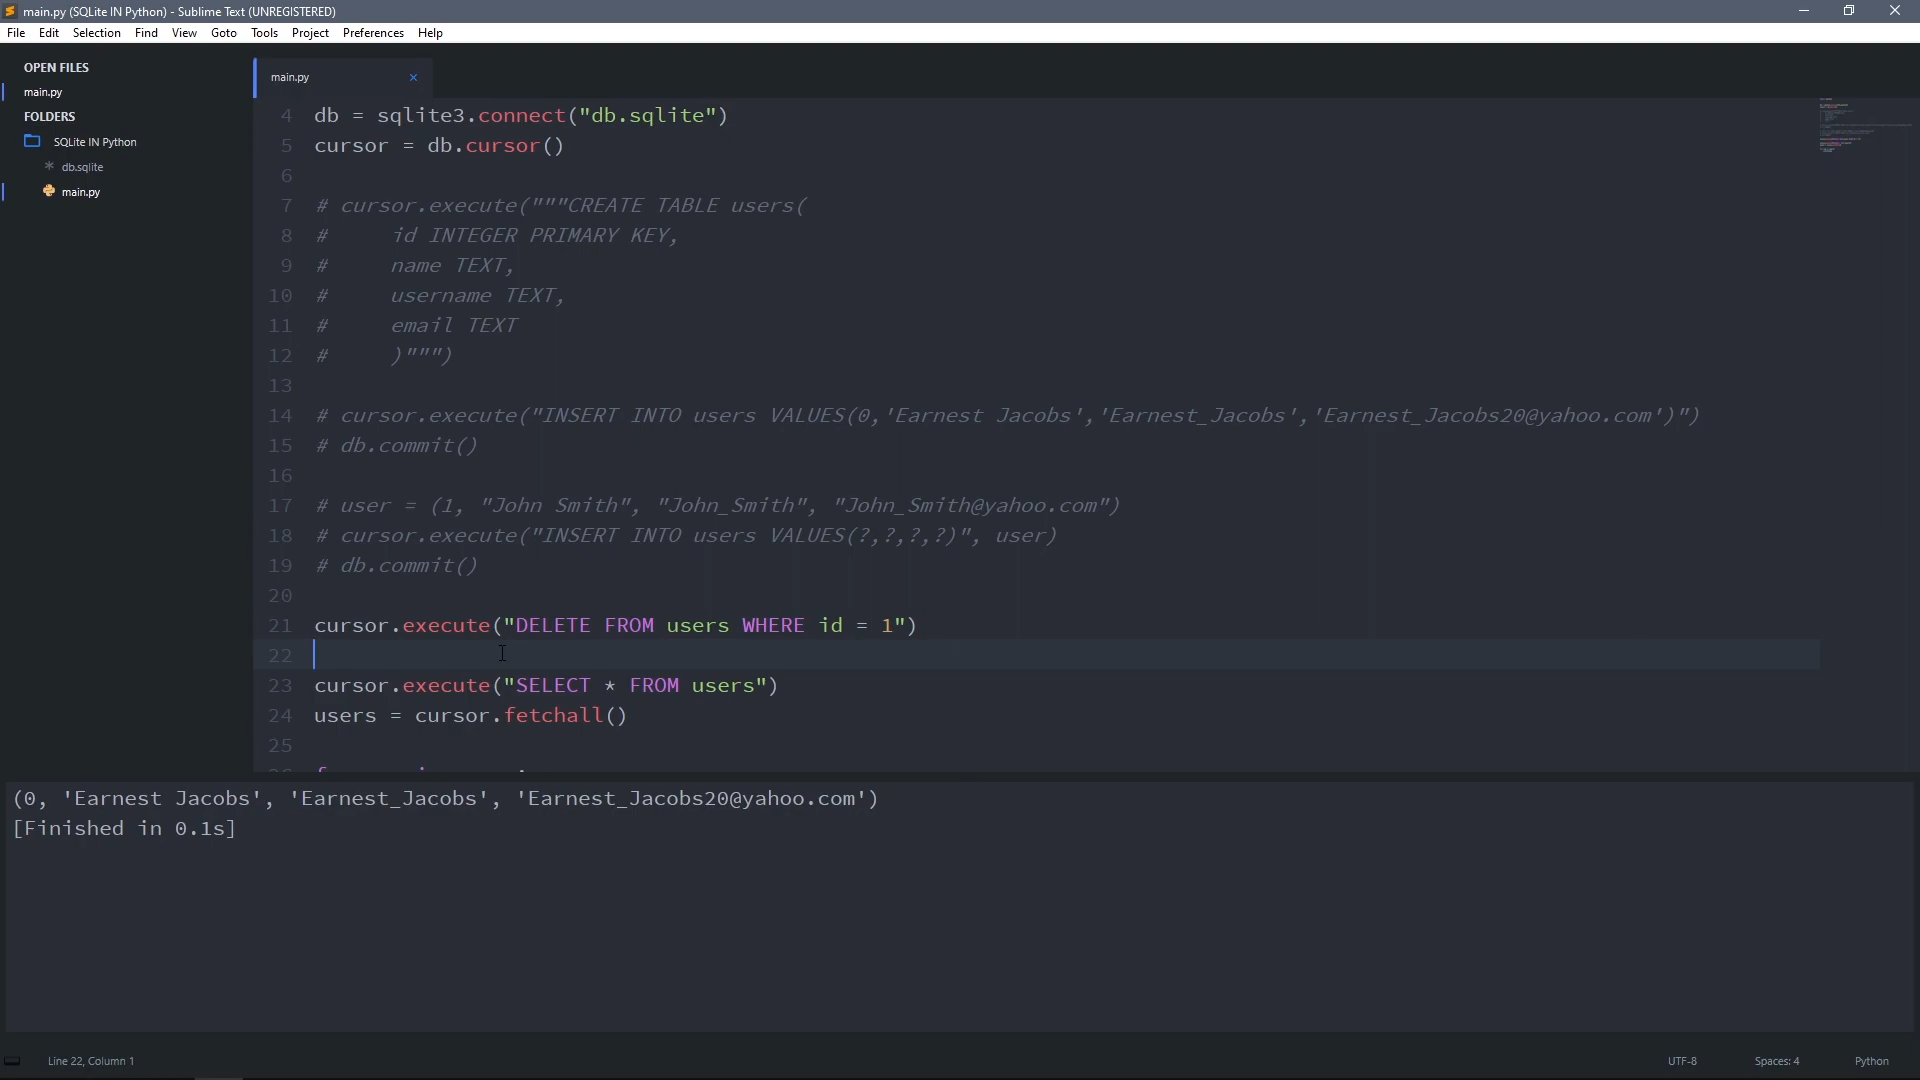 main.py (SQLite IN Python) - Sublime Text (UNREGISTERED)
File Edit Selection Find View Goto Tools Project Preferences Help
OPEN FILES
main.py
FOLDERS
SQLite IN Python
db.sqlite
main.py
main.py
4 db = sqlite3.connect("db.sqlite")
5 cursor = db.cursor()
6
7 # cursor.execute("""CREATE TABLE users(
8 #     id INTEGER PRIMARY KEY,
9 #     name TEXT,
10 #     username TEXT,
11 #     email TEXT
12 #     )""")
13
14 # cursor.execute("INSERT INTO users VALUES(0,'Earnest Jacobs','Earnest_Jacobs','Earnest_Jacobs20@yahoo.com')")
15 # db.commit()
16
17 # user = (1, "John Smith", "John_Smith", "John_Smith@yahoo.com")
18 # cursor.execute("INSERT INTO users VALUES(?,?,?,?)", user)
19 # db.commit()
20
21 cursor.execute("DELETE FROM users WHERE id = 1")
22
23 cursor.execute("SELECT * FROM users")
24 users = cursor.fetchall()
25
(0, 'Earnest Jacobs', 'Earnest_Jacobs', 'Earnest_Jacobs20@yahoo.com')
[Finished in 0.1s]
Line 22, Column 1
UTF-8 Spaces: 4 Python